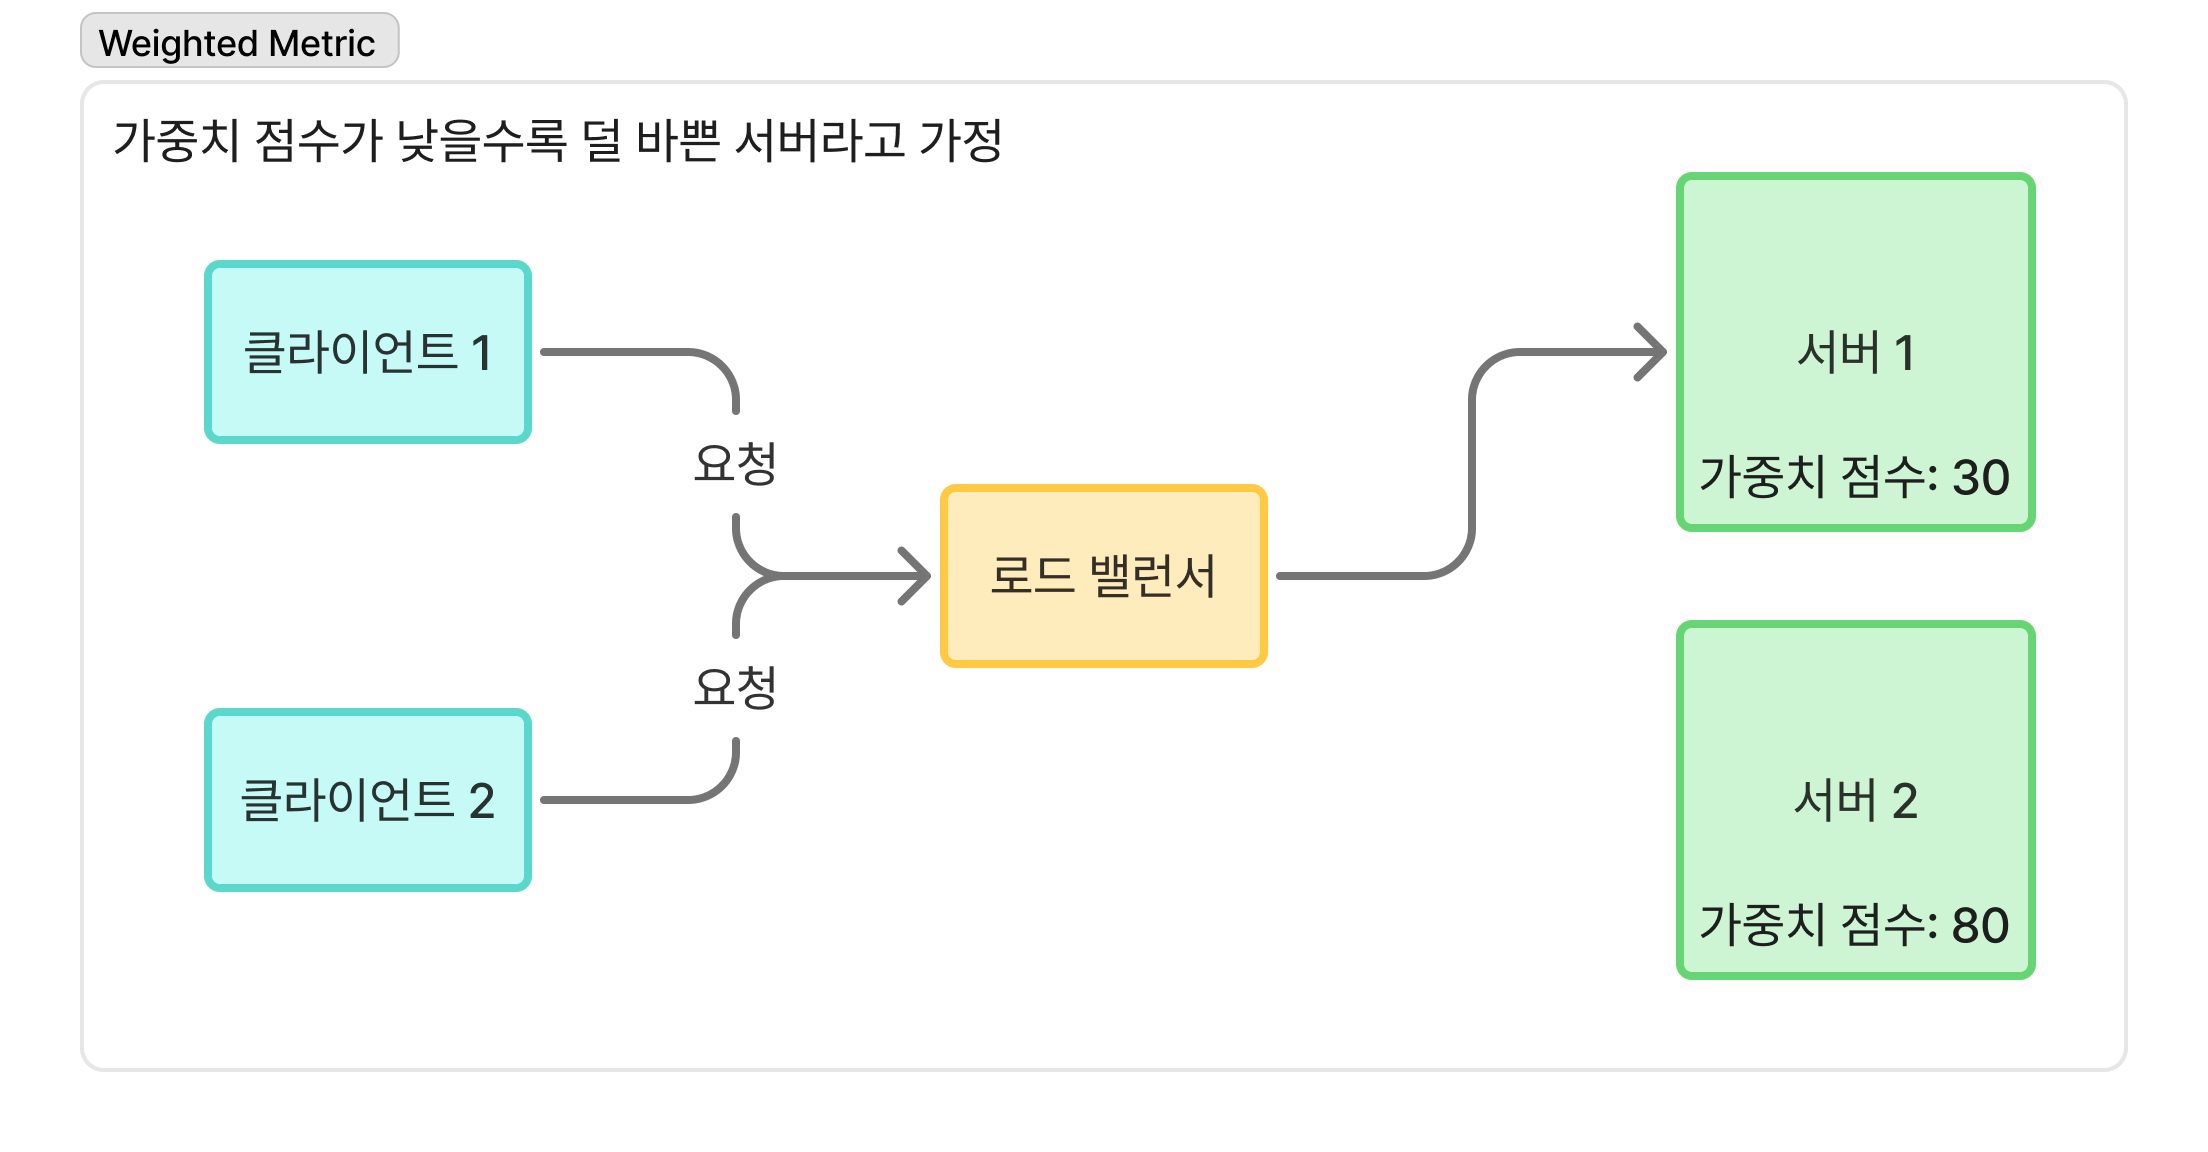 Weighted Metric
가중치 점수가 낮을수록 덜 바쁜 서버라고 가정
클라이언트 1
요청
로드 밸런서
요청
클라이언트 2
서버 1
가중치 점수: 30
서버 2
가중치 점수: 80